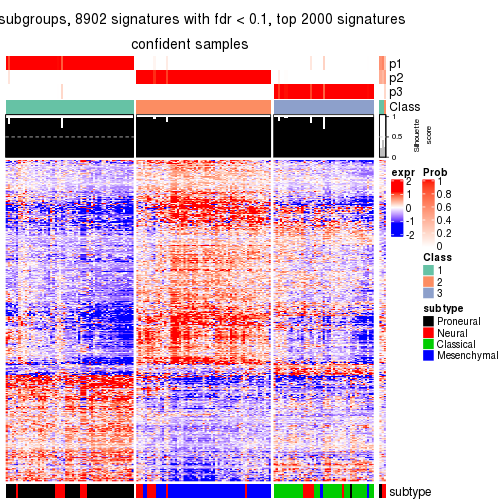 subgroups, 8902 signatures with fdr < 0.1, top 2000 signatures
confident samples
p1
p2
p3
Class
1
0.5
0
Silhouette
score
expr
2
1
0
-1
-2
Prob
1
0.8
0.6
0.4
0.2
0
Class
1
2
3
subtype
Proneural
Neural
Classical
Mesenchymal
subtype